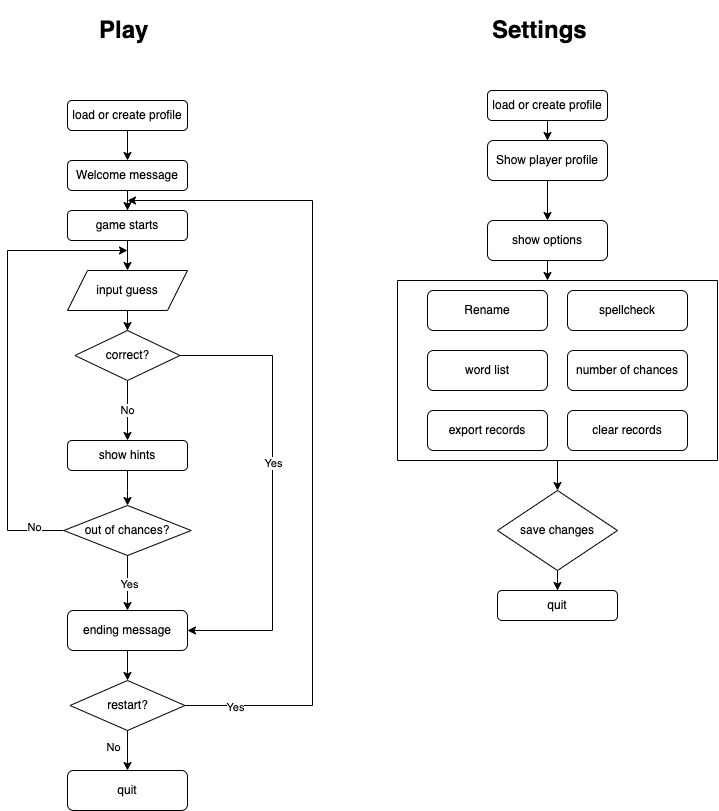 Play
load or create profile
Welcome message
game starts
input guess
correct?
No
Yes
show hints
out of chances?
No
Yes
ending message
restart?
Yes
No
quit
Settings
load or create profile
Show player profile
show options
Rename
spellcheck
word list
number of chances
export records
clear records
save changes
quit